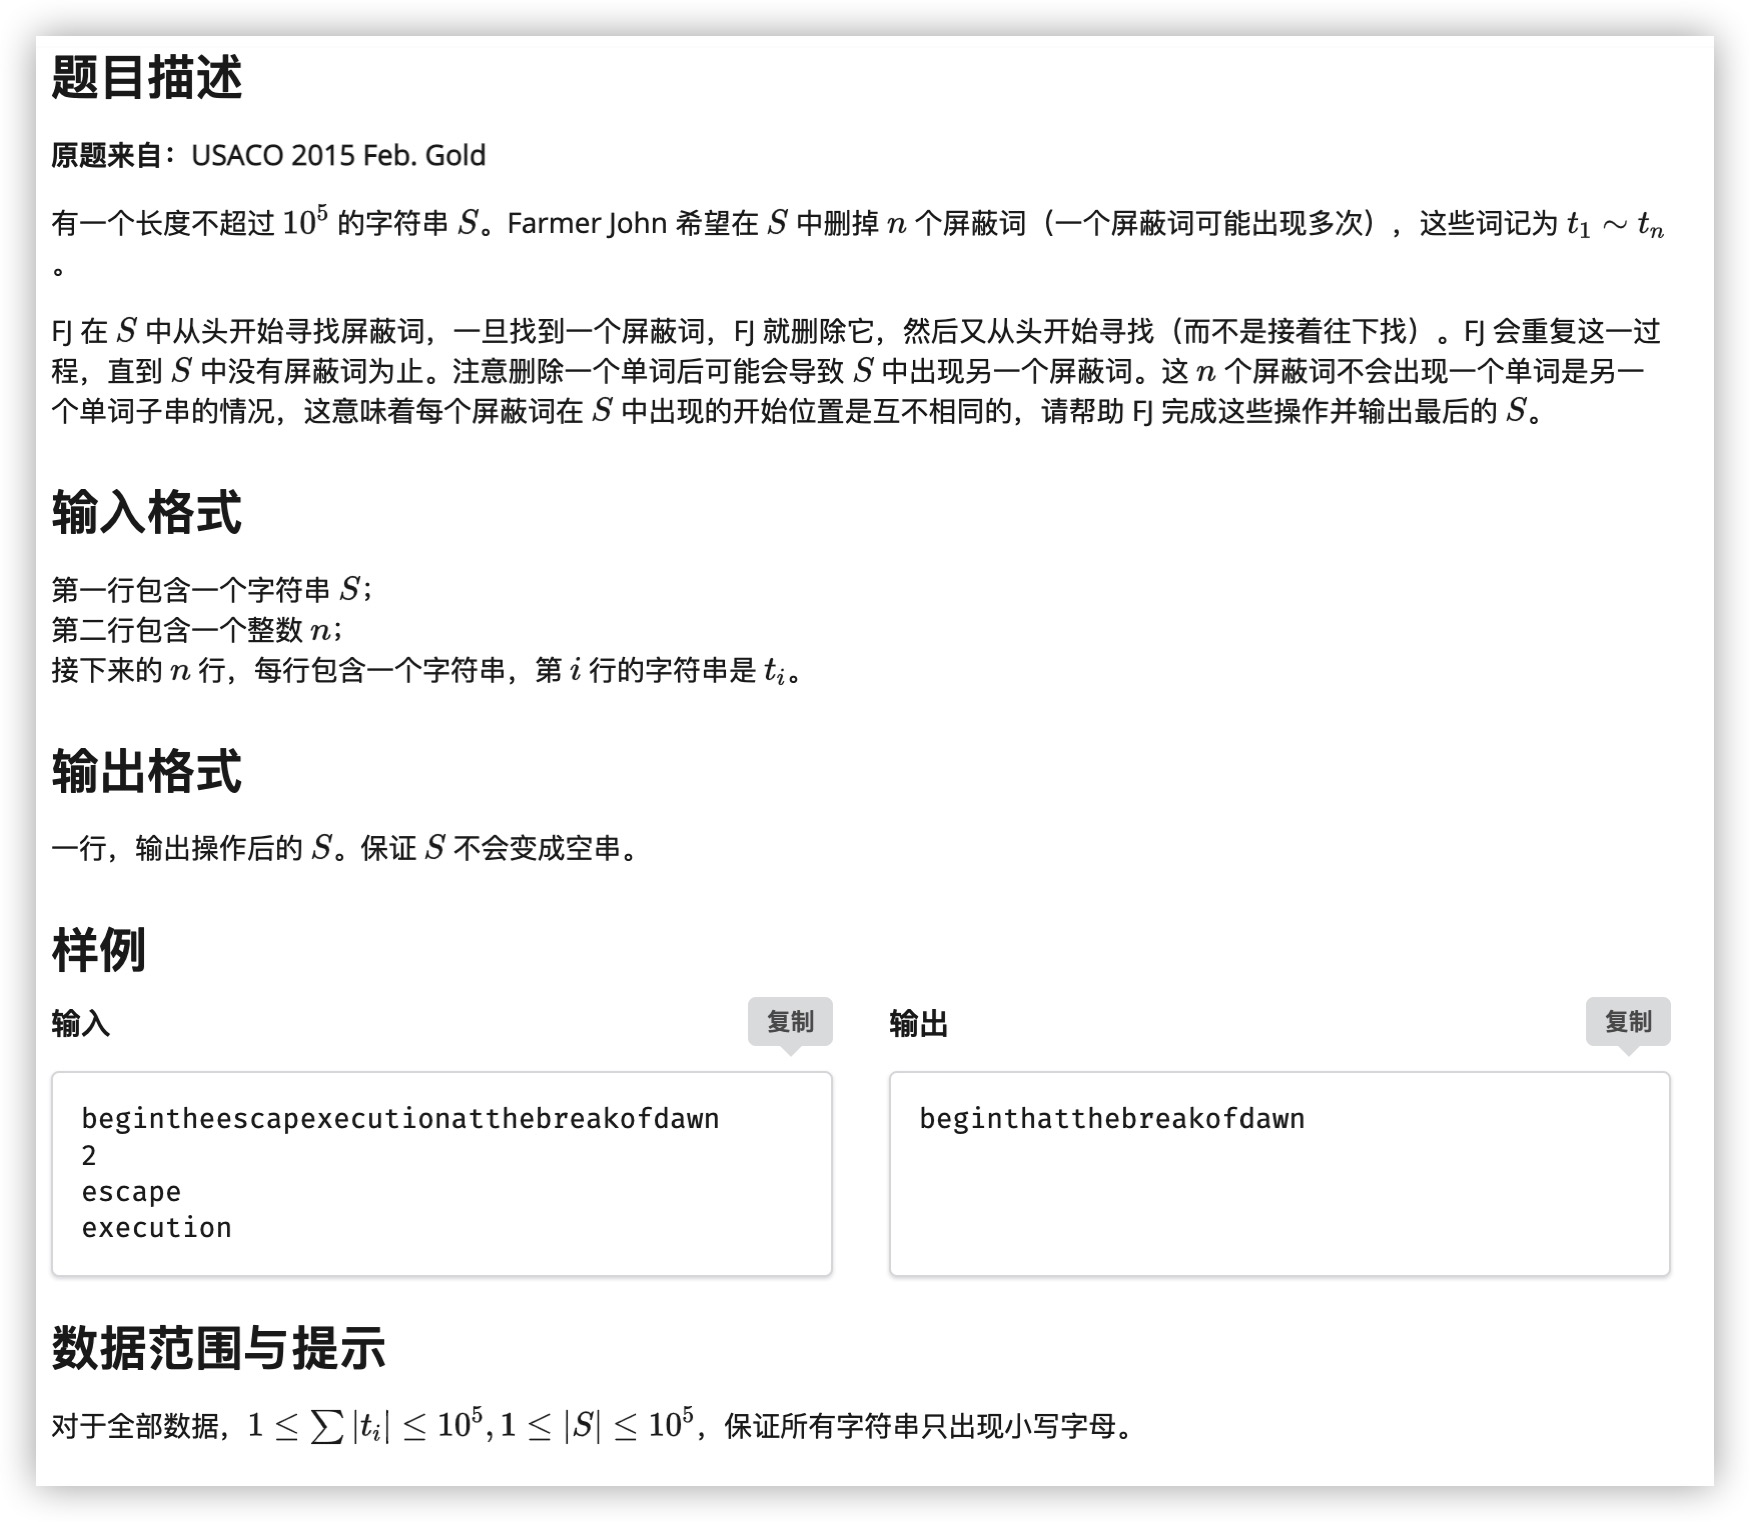 题目描述
原题来自：USACO 2015 Feb. Gold
有一个长度不超过 10^5 的字符串 S。Farmer John 希望在 S 中删掉 n 个屏蔽词（一个屏蔽词可能出现多次），这些词记为 t_1 ∼ t_n
。
FJ 在 S 中从头开始寻找屏蔽词，一旦找到一个屏蔽词，FJ 就删除它，然后又从头开始寻找（而不是接着往下找）。FJ 会重复这一过
程，直到 S 中没有屏蔽词为止。注意删除一个单词后可能会导致 S 中出现另一个屏蔽词。这 n 个屏蔽词不会出现一个单词是另一
个单词子串的情况，这意味着每个屏蔽词在 S 中出现的开始位置是互不相同的，请帮助 FJ 完成这些操作并输出最后的 S。
输入格式
第一行包含一个字符串 S；
第二行包含一个整数 n；
接下来的 n 行，每行包含一个字符串，第 i 行的字符串是 t_i。
输出格式
一行，输出操作后的 S。保证 S 不会变成空串。
样例
输入 复制
begintheescapexecutionatthebreakofdawn
2
escape
execution
输出 复制
beginthatthebreakofdawn
数据范围与提示
对于全部数据，1 ≤ ∑ |t_i| ≤ 10^5, 1 ≤ |S| ≤ 10^5，保证所有字符串只出现小写字母。